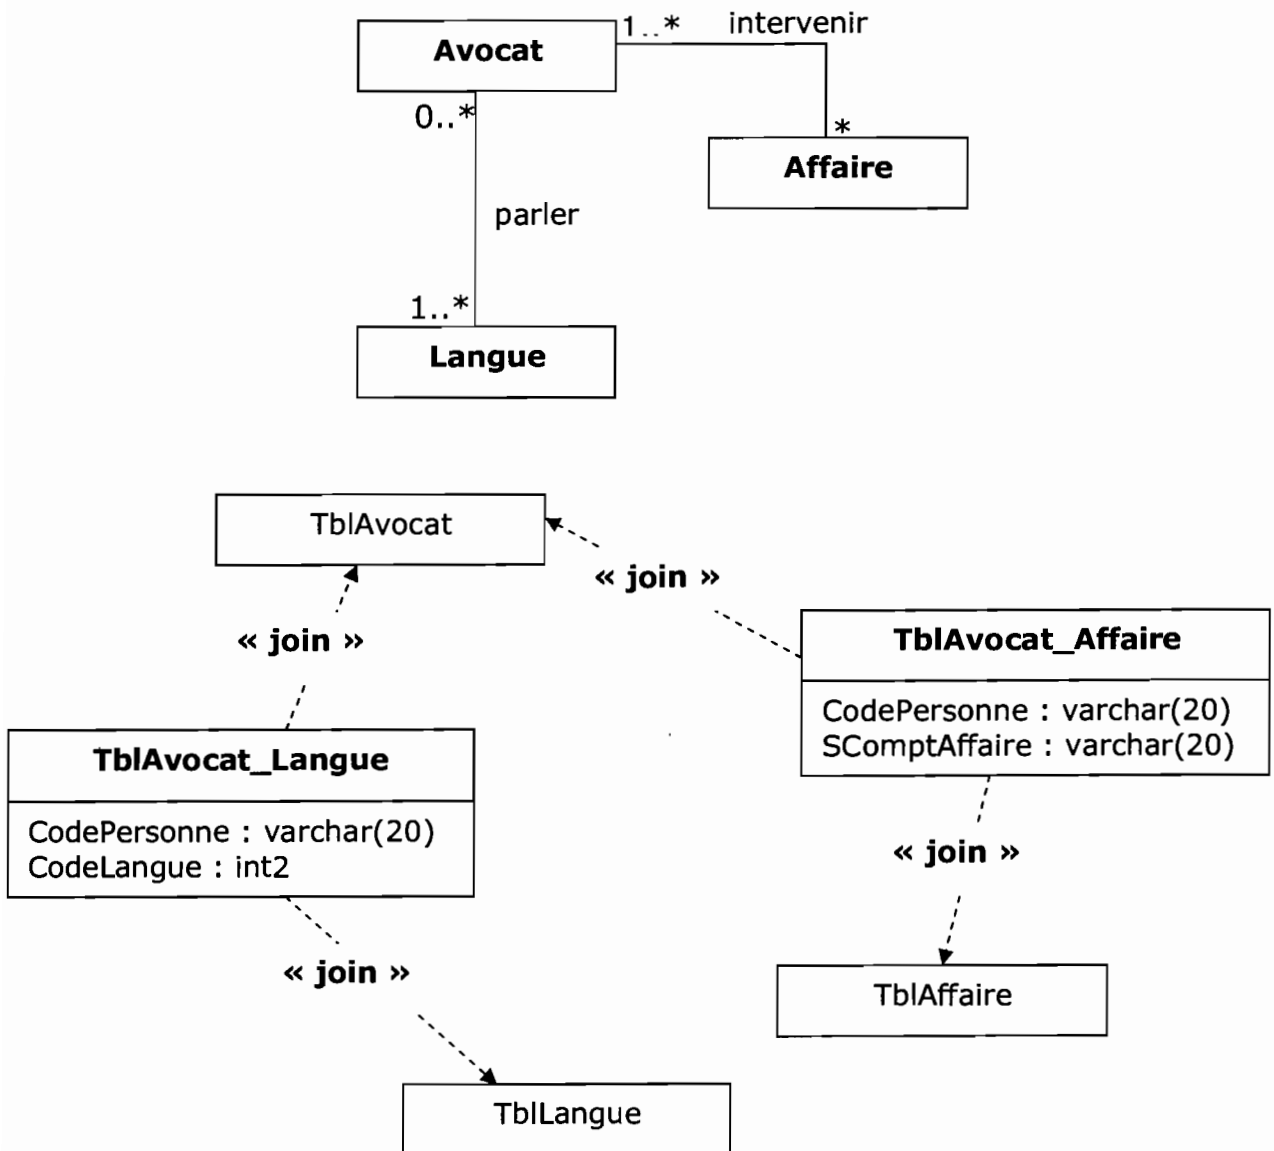 1..* intervenir
Avocat
0..*
*
Affaire
parler
1..*
Langue
TblAvocat
« join »
« join »
TblAvocat_Affaire
CodePersonne : varchar(20)
SComptAffaire : varchar(20)
TblAvocat_Langue
CodePersonne : varchar(20)
CodeLangue : int2
« join »
« join »
TblAffaire
TblLangue